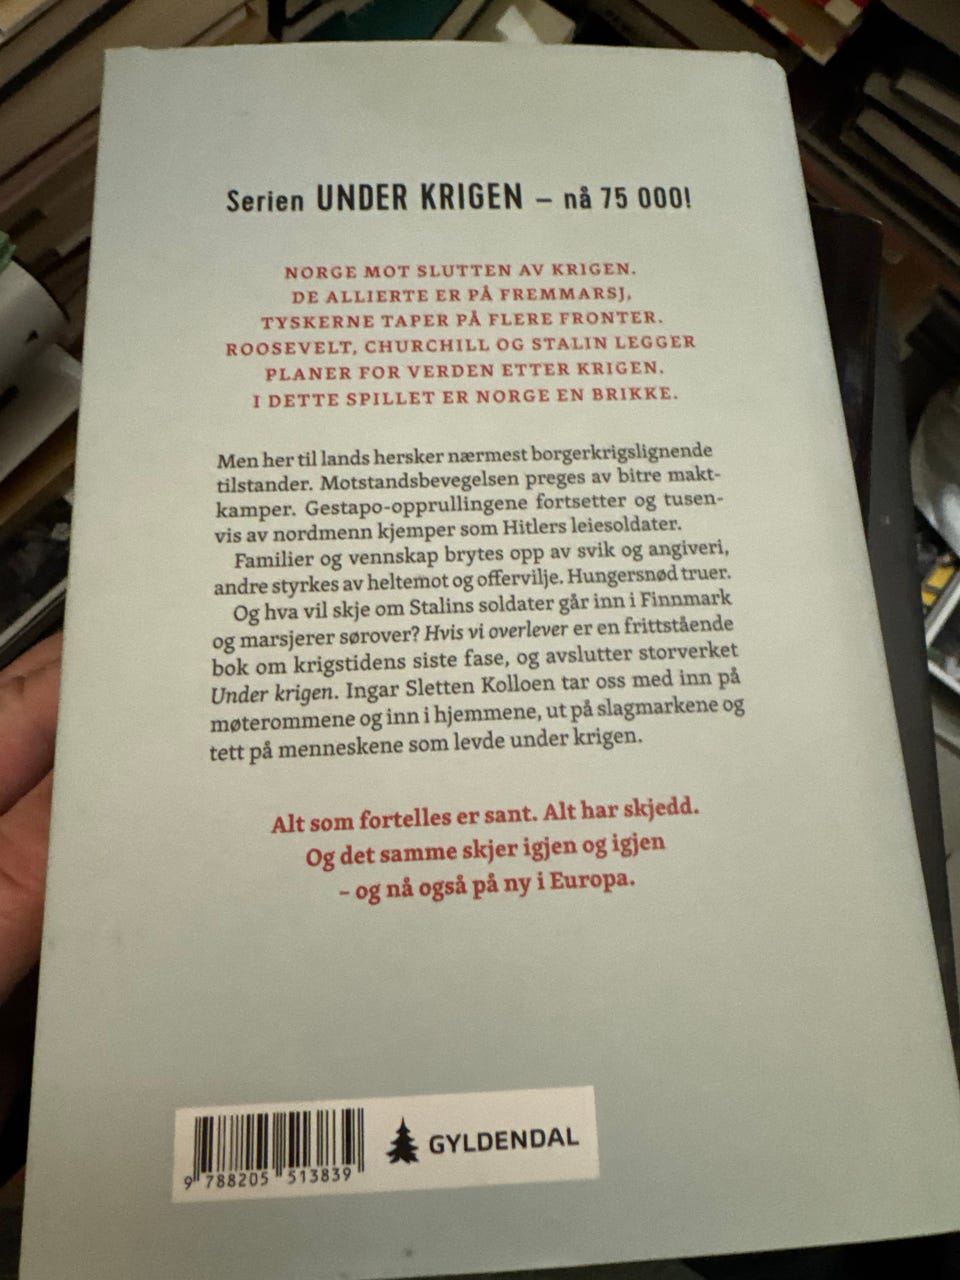 Serien UNDER KRIGEN – nå 75 000!
NORGE MOT SLUTTEN AV KRIGEN.
DE ALLIERTE ER PÅ FREMMARSJ,
TYSKERNE TAPER PÅ FLERE FRONTER.
ROOSEVELT, CHURCHILL OG STALIN LEGGER
PLANER FOR VERDEN ETTER KRIGEN.
I DETTE SPILLET ER NORGE EN BRIKKE.
Men her til lands hersker nærmest borgerkrigslignende
tilstander. Motstandsbevegelsen preges av bitre makt-
kamper. Gestapo-opprullingene fortsetter og tusen-
vis av nordmenn kjemper som Hitlers leiesoldater.
Familier og vennskap brytes opp av svik og angiveri,
andre styrkes av heltemot og offervilje. Hungersnød truer.
Og hva vil skje om Stalins soldater går inn i Finnmark
og marsjerer sørover? Hvis vi overlever er en frittstående
bok om krigstidens siste fase, og avslutter storverket
Under krigen. Ingar Sletten Kolloen tar oss med inn på
møterommene og inn i hjemmene, ut på slagmarkene og
tett på menneskene som levde under krigen.
Alt som fortelles er sant. Alt har skjedd.
Og det samme skjer igjen og igjen
– og nå også på ny i Europa.
GYLDENDAL
9 788205 513839